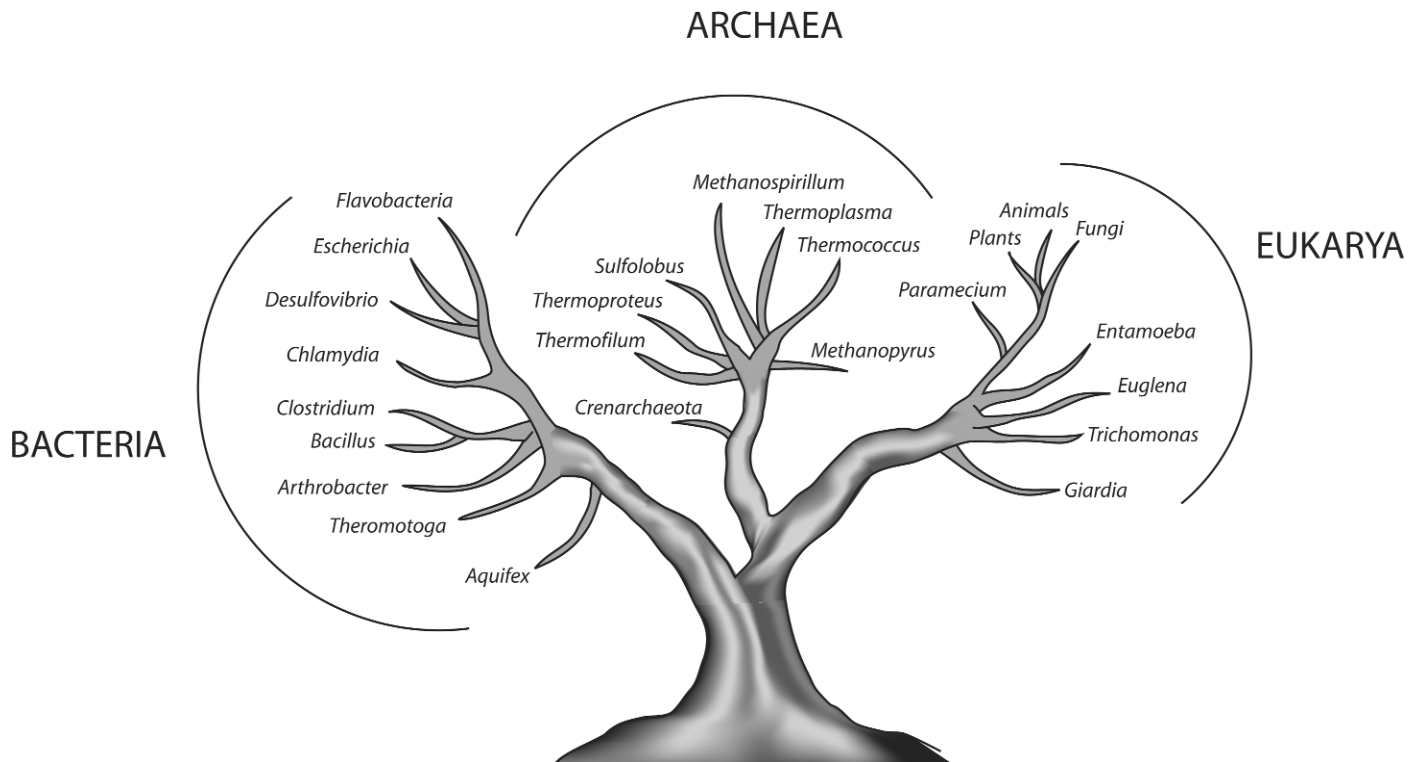 ARCHAEA
BACTERIA
Flavobacteria
Escherichia
Desulfovibrio
Chlamydia
Clostridium
Bacillus
Arthrobacter
Theromotoga
Aquifex
Methanospirillum
Thermoplasma
Thermococcus
Sulfolobus
Thermoproteus
Thermofilum
Methanopyrus
Crenarchaeota
EUKARYA
Animals
Fungi
Plants
Paramecium
Entamoeba
Euglena
Trichomonas
Giardia